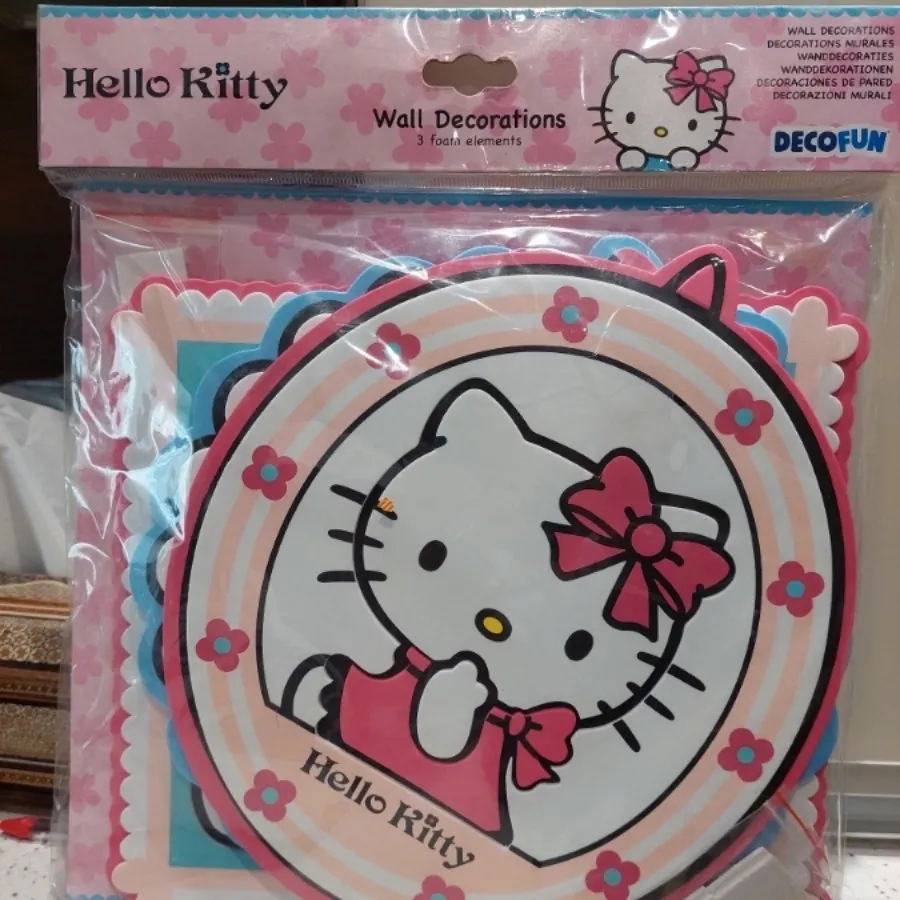 Hello Kitty
Wall Decorations
3 foam elements
WALL DECORATIONS
DECORATIONS MURALES
WANDDECORATIES
WANDDEKORATIONEN
DECORACIONES DE PARED
DECORAZIONI MURALI
DECOFUN
Hello Kitty